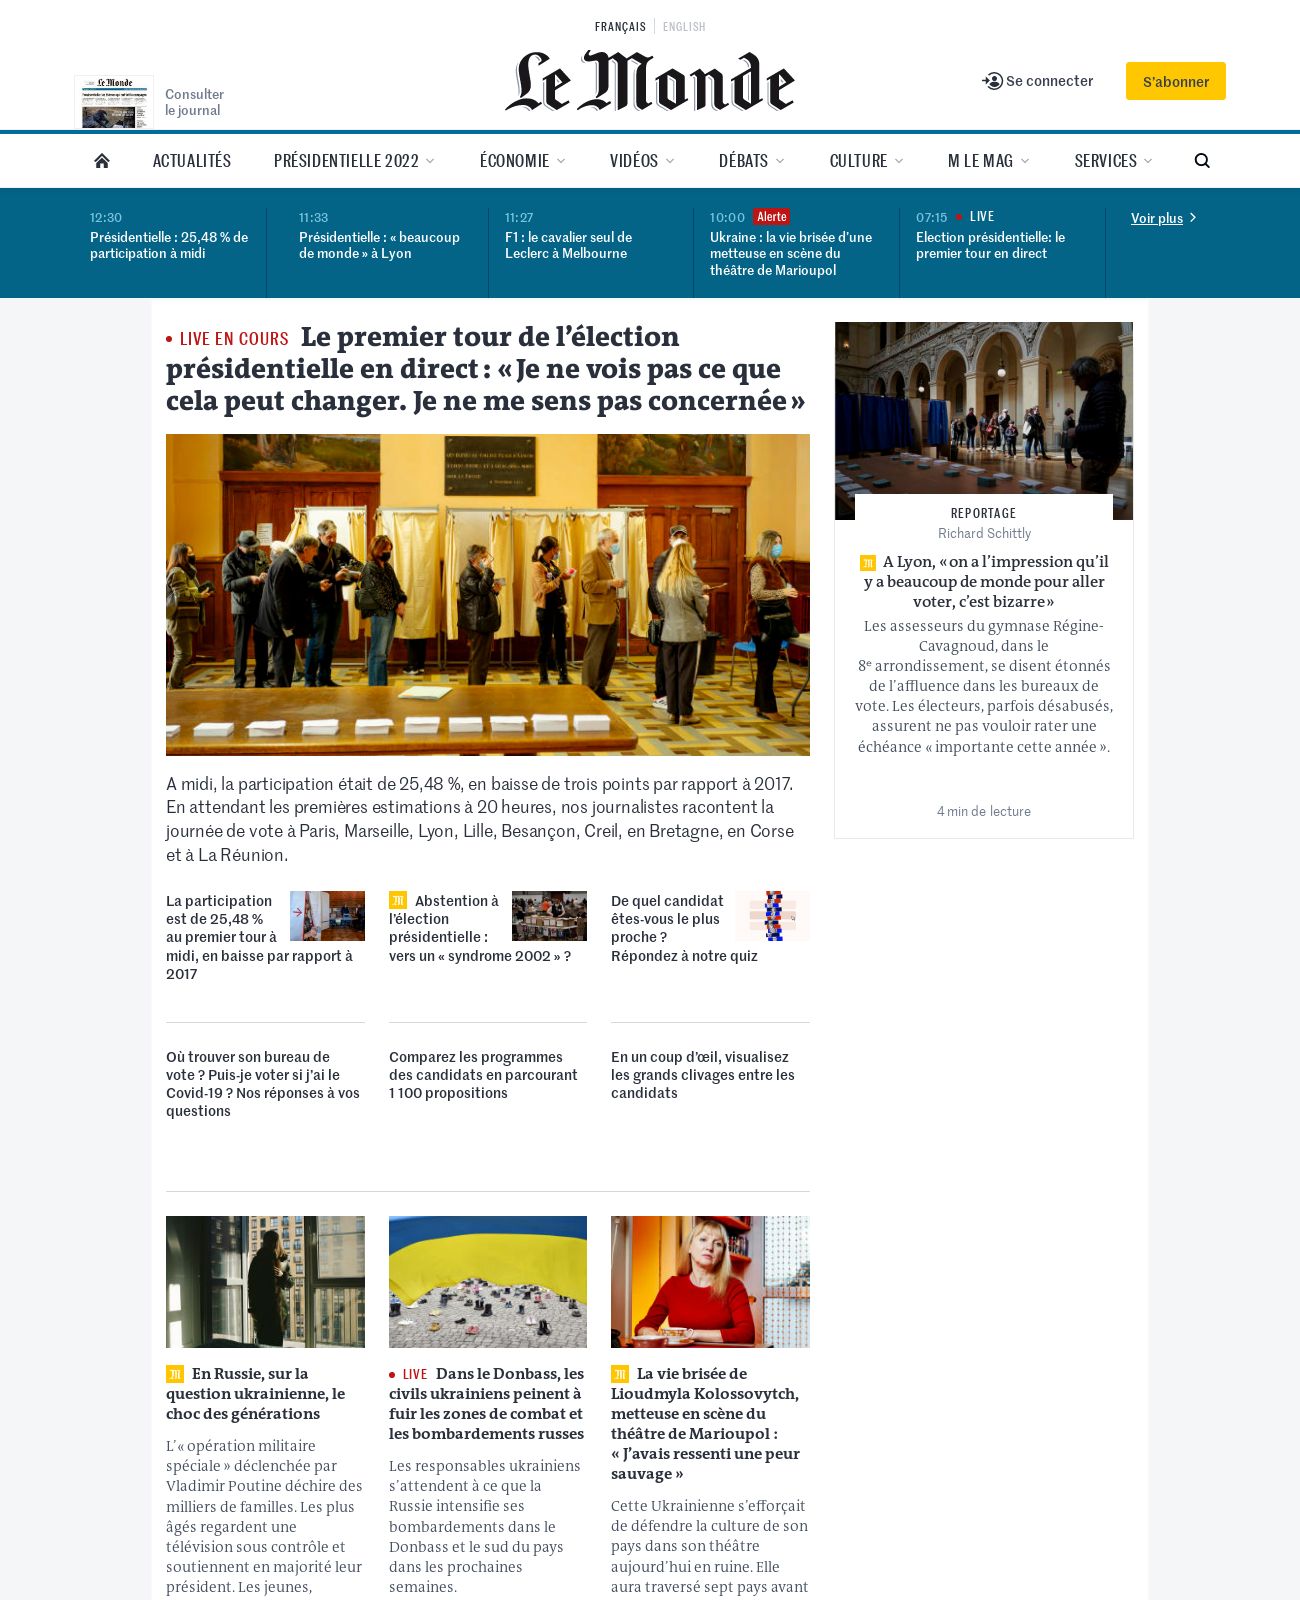 FRANÇAIS
ENGLISH
Le Monde
Consulter
le journal
Se connecter
S'abonner
ACTUALITÉS
PRÉSIDENTIELLE 2022
ÉCONOMIE
VIDÉOS
DÉBATS
CULTURE
M LE MAG
SERVICES
12:30
Présidentielle : 25,48 % de
participation à midi
11:33
Présidentielle : « beaucoup
de monde » à Lyon
11:27
F1 : le cavalier seul de
Leclerc à Melbourne
10:00 Alerte
Ukraine : la vie brisée d'une
metteuse en scène du
théâtre de Marioupol
07:15 LIVE
Election présidentielle: le
premier tour en direct
Voir plus
LIVE EN COURS Le premier tour de l'élection
présidentielle en direct : « Je ne vois pas ce que
cela peut changer. Je ne me sens pas concernée »
A midi, la participation était de 25,48 %, en baisse de trois points par rapport à 2017.
En attendant les premières estimations à 20 heures, nos journalistes racontent la
journée de vote à Paris, Marseille, Lyon, Lille, Besançon, Creil, en Bretagne, en Corse
et à La Réunion.
REPORTAGE
Richard Schittly
A Lyon, « on a l'impression qu'il
y a beaucoup de monde pour aller
voter, c'est bizarre »
Les assesseurs du gymnase Régine-
Cavagnoud, dans le
8e arrondissement, se disent étonnés
de l'affluence dans les bureaux de
vote. Les électeurs, parfois désabusés,
assurent ne pas vouloir rater une
échéance « importante cette année ».
4 min de lecture
La participation
est de 25,48 %
au premier tour à
midi, en baisse par rapport à
2017
Abstention à
l'élection
présidentielle :
vers un « syndrome 2002 » ?
De quel candidat
êtes-vous le plus
proche ?
Répondez à notre quiz
Où trouver son bureau de
vote ? Puis-je voter si j'ai le
Covid-19 ? Nos réponses à vos
questions
Comparez les programmes
des candidats en parcourant
1 100 propositions
En un coup d'œil, visualisez
les grands clivages entre les
candidats
En Russie, sur la
question ukrainienne, le
choc des générations
L'« opération militaire
spéciale » déclenchée par
Vladimir Poutine déchire des
milliers de familles. Les plus
âgés regardent une
télévision sous contrôle et
soutiennent en majorité leur
président. Les jeunes,
LIVE Dans le Donbass, les
civils ukrainiens peinent à
fuir les zones de combat et
les bombardements russes
Les responsables ukrainiens
s'attendent à ce que la
Russie intensifie ses
bombardements dans le
Donbass et le sud du pays
dans les prochaines
semaines.
La vie brisée de
Lioudmyla Kolossovytch,
metteuse en scène du
théâtre de Marioupol :
« J'avais ressenti une peur
sauvage »
Cette Ukrainienne s'efforçait
de défendre la culture de son
pays dans son théâtre
aujourd'hui en ruine. Elle
aura traversé sept pays avant